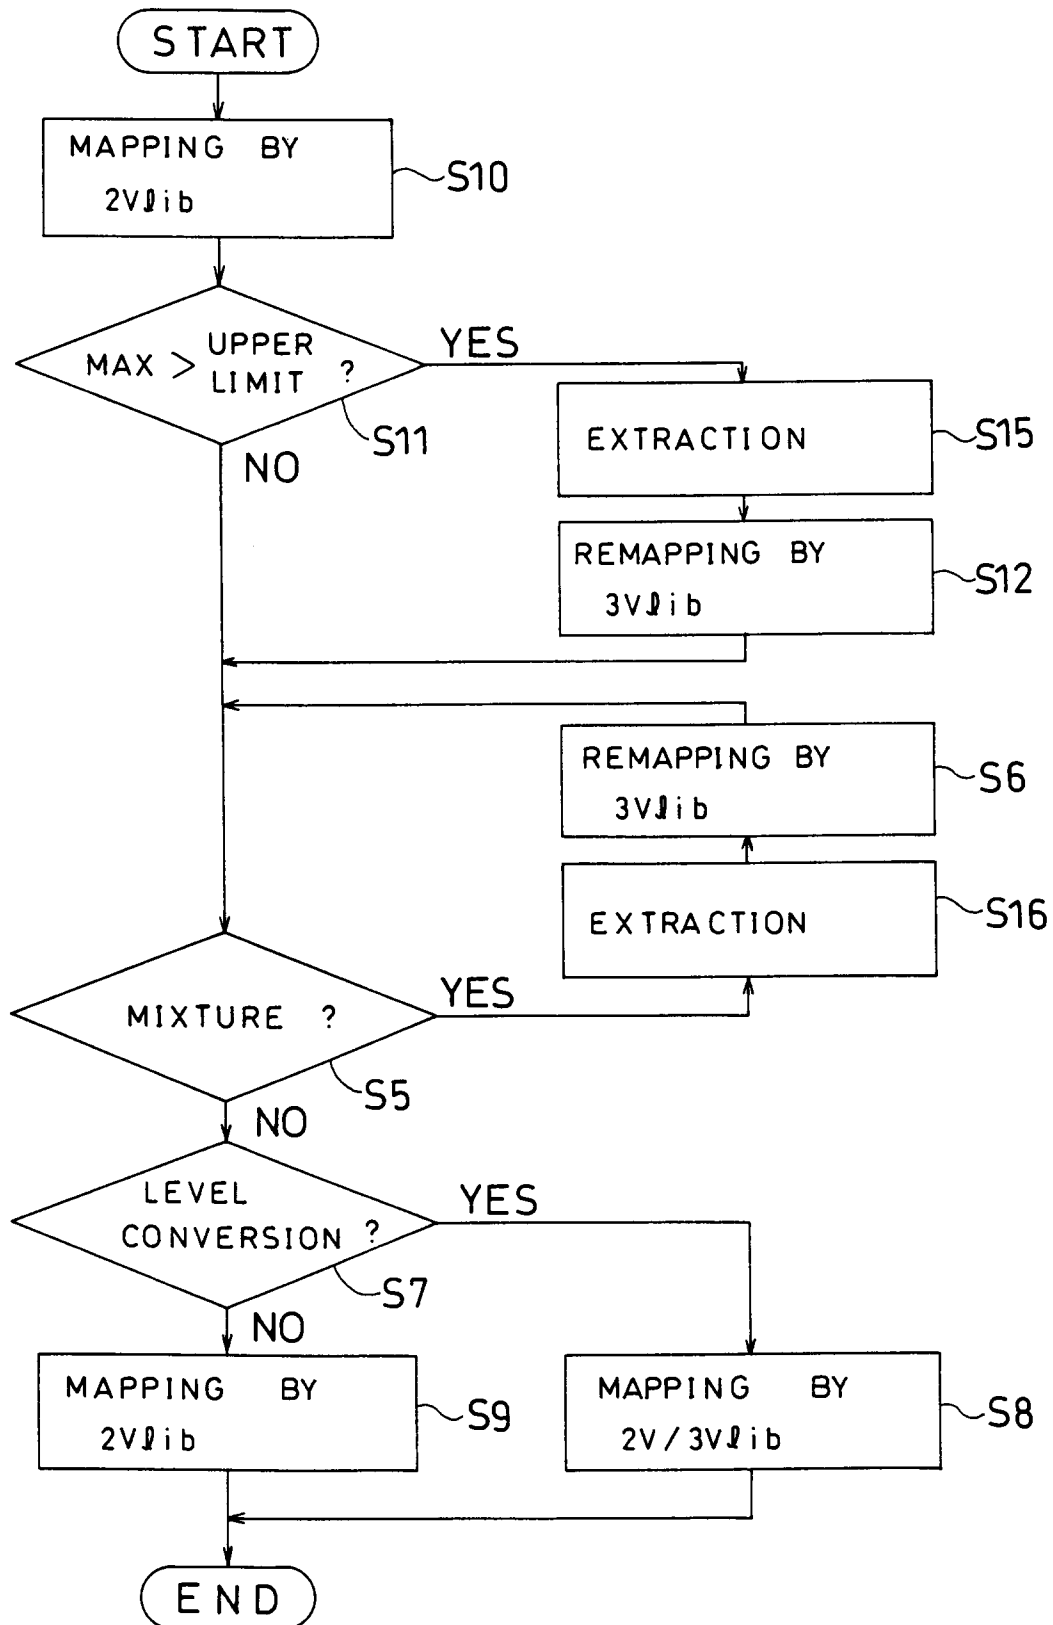 START
MAPPING BY
2Vlib
S10
MAX > UPPER LIMIT ?
YES
S11
NO
EXTRACTION
S15
REMAPPING BY
3Vlib
S12
REMAPPING BY
3Vlib
S6
EXTRACTION
S16
MIXTURE ?
YES
S5
NO
LEVEL
CONVERSION ?
YES
S7
NO
MAPPING BY
2Vlib
S9
MAPPING BY
2V/3Vlib
S8
END